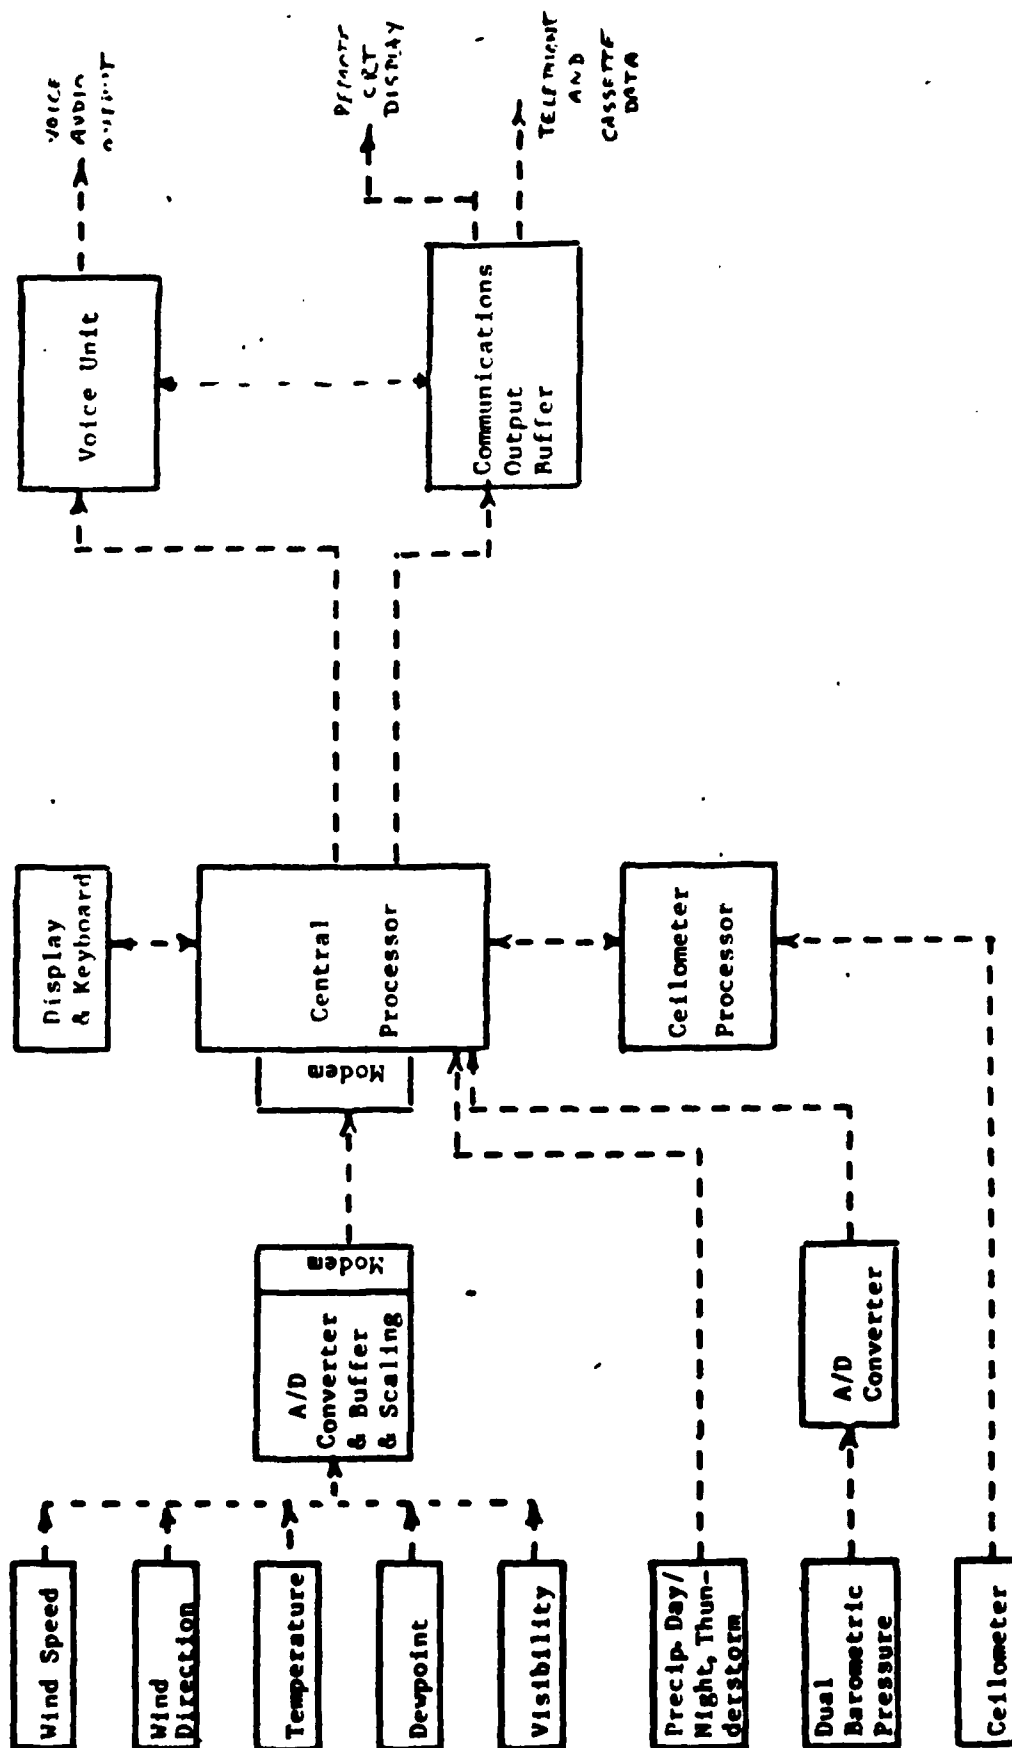 Wind Speed
Wind
Direction
Temperature
Dewpoint
Visibility
Precip. Day/
Night, Thun-
derstorm
Dual
Barometric
Pressure
Ceilometer
A/D
Converter
& Buffer
& Scaling
Modem
A/D
Converter
Modem
Display
& Keyboard
Central
Processor
Ceilometer
Processor
Voice Unit
Communications
Output
Buffer
VOICE
AUDIO
CRT
DISPLAY
AND
CASSETTE
DATA